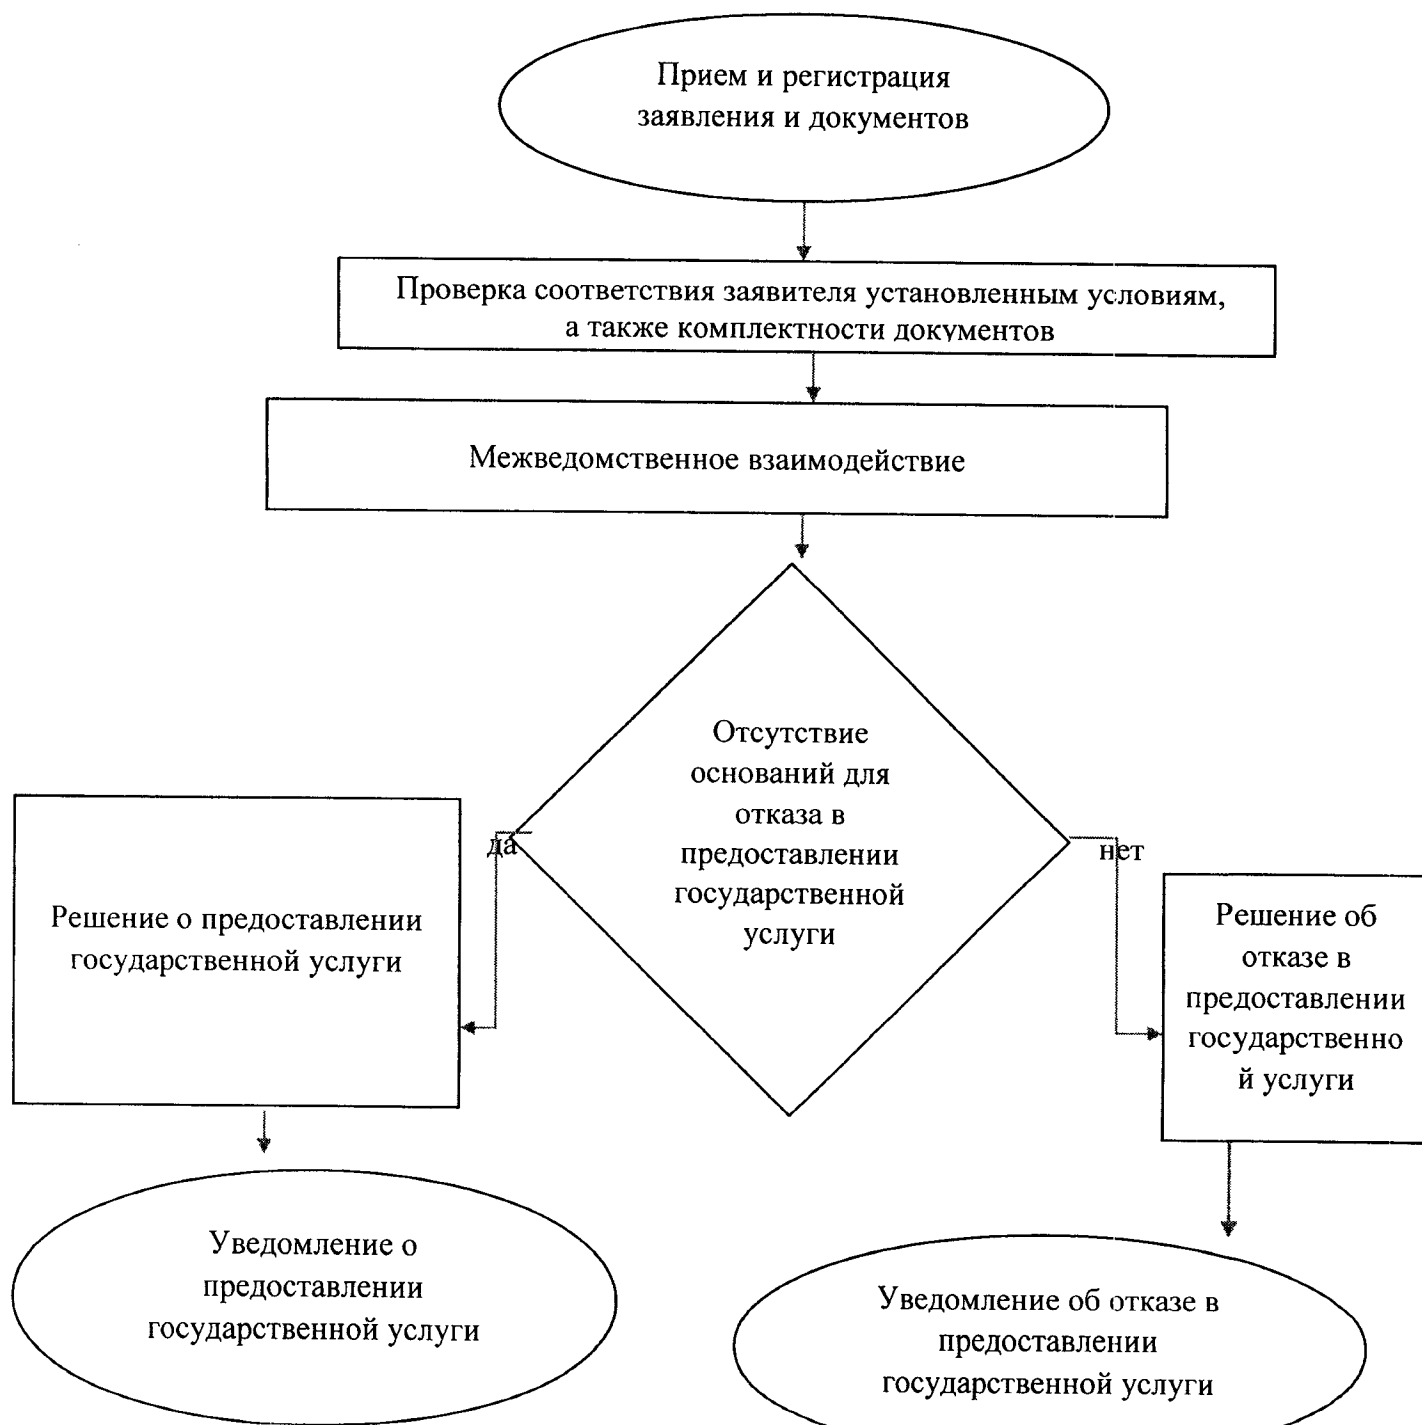 Прием и регистрация
заявления и документов
Проверка соответствия заявителя установленным условиям,
а также комплектности документов
Межведомственное взаимодействие
Отсутствие
оснований для
отказа в
предоставлении
государственной
услуги
да
нет
Решение о предоставлении
государственной услуги
Решение об
отказе в
предоставлении
государственно
й услуги
Уведомление о
предоставлении
государственной услуги
Уведомление об отказе в
предоставлении
государственной услуги